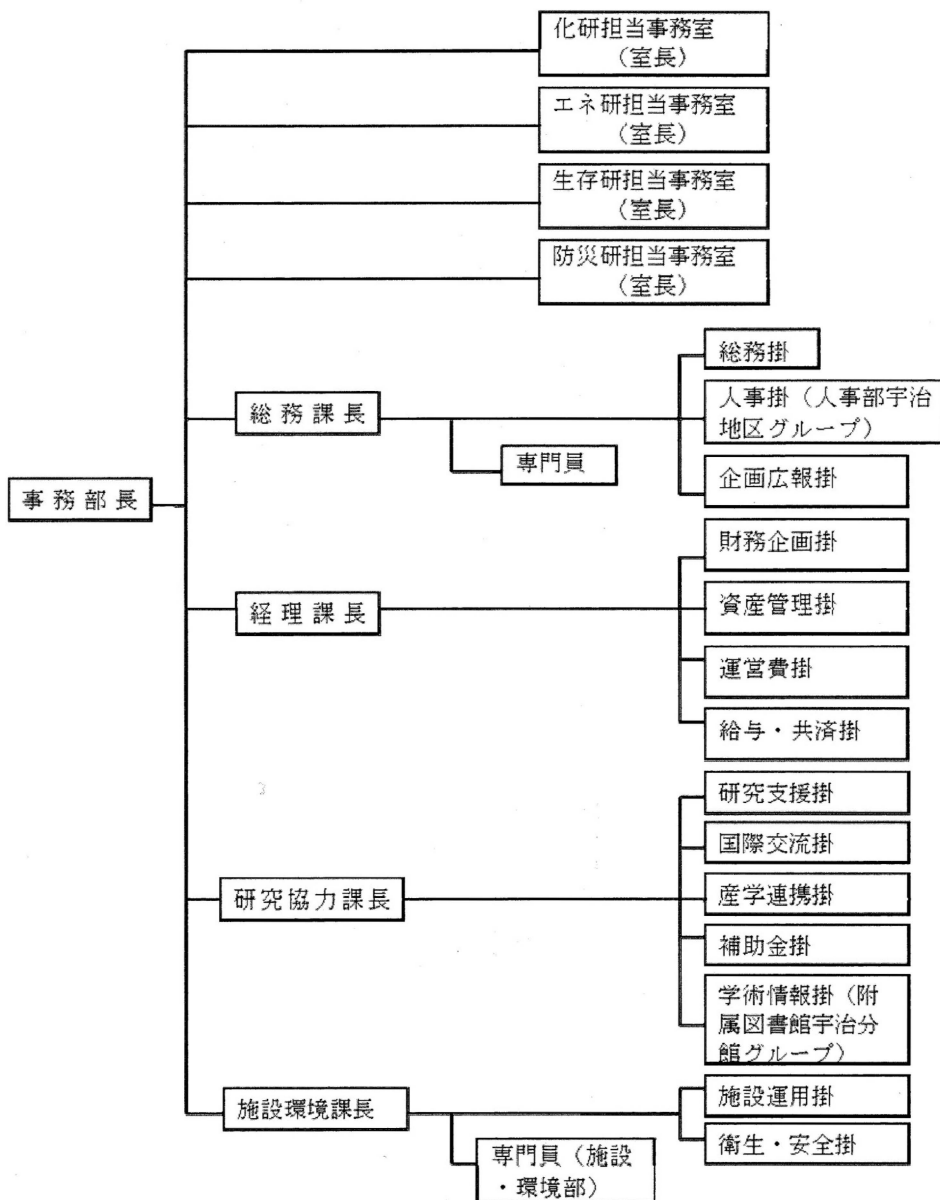 化研担当事務室
（室長）
エネ研担当事務室
（室長）
生存研担当事務室
（室長）
防災研担当事務室
（室長）
総務掛
総務課長
人事掛（人事部宇治
地区グループ）
専門員
企画広報掛
事務部長
財務企画掛
経理課長
資産管理掛
運営費掛
給与・共済掛
研究支援掛
国際交流掛
研究協力課長
産学連携掛
補助金掛
学術情報掛（附
属図書館宇治分
館グループ）
施設環境課長
施設運用掛
衛生・安全掛
専門員（施設
・環境部）